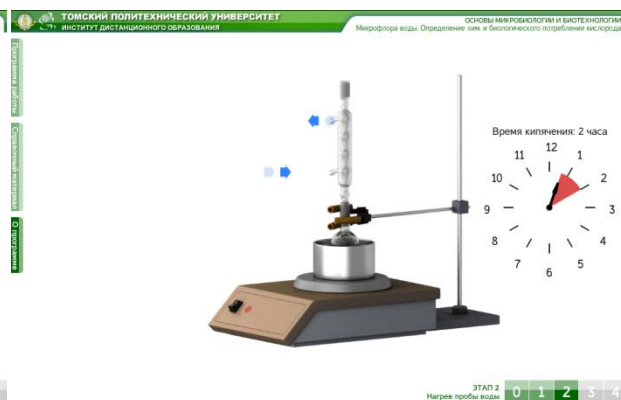 ТОМСКИЙ ПОЛИТЕХНИЧЕСКИЙ УНИВЕРСИТЕТ
ИНСТИТУТ ДИСТАНЦИОННОГО ОБРАЗОВАНИЯ
ОСНОВЫ МИКРОБИОЛОГИИ И БИОТЕХНОЛОГИИ
Микрофлора воды. Определение хим. и биологического потребления кислорода
Программа работы
Справочный материал
О программе
Время кипячения: 2 часа
12
1
2
3
4
5
6
7
8
9
10
11
ЭТАП 2
Нагрев пробы воды
0 1 2 3 4